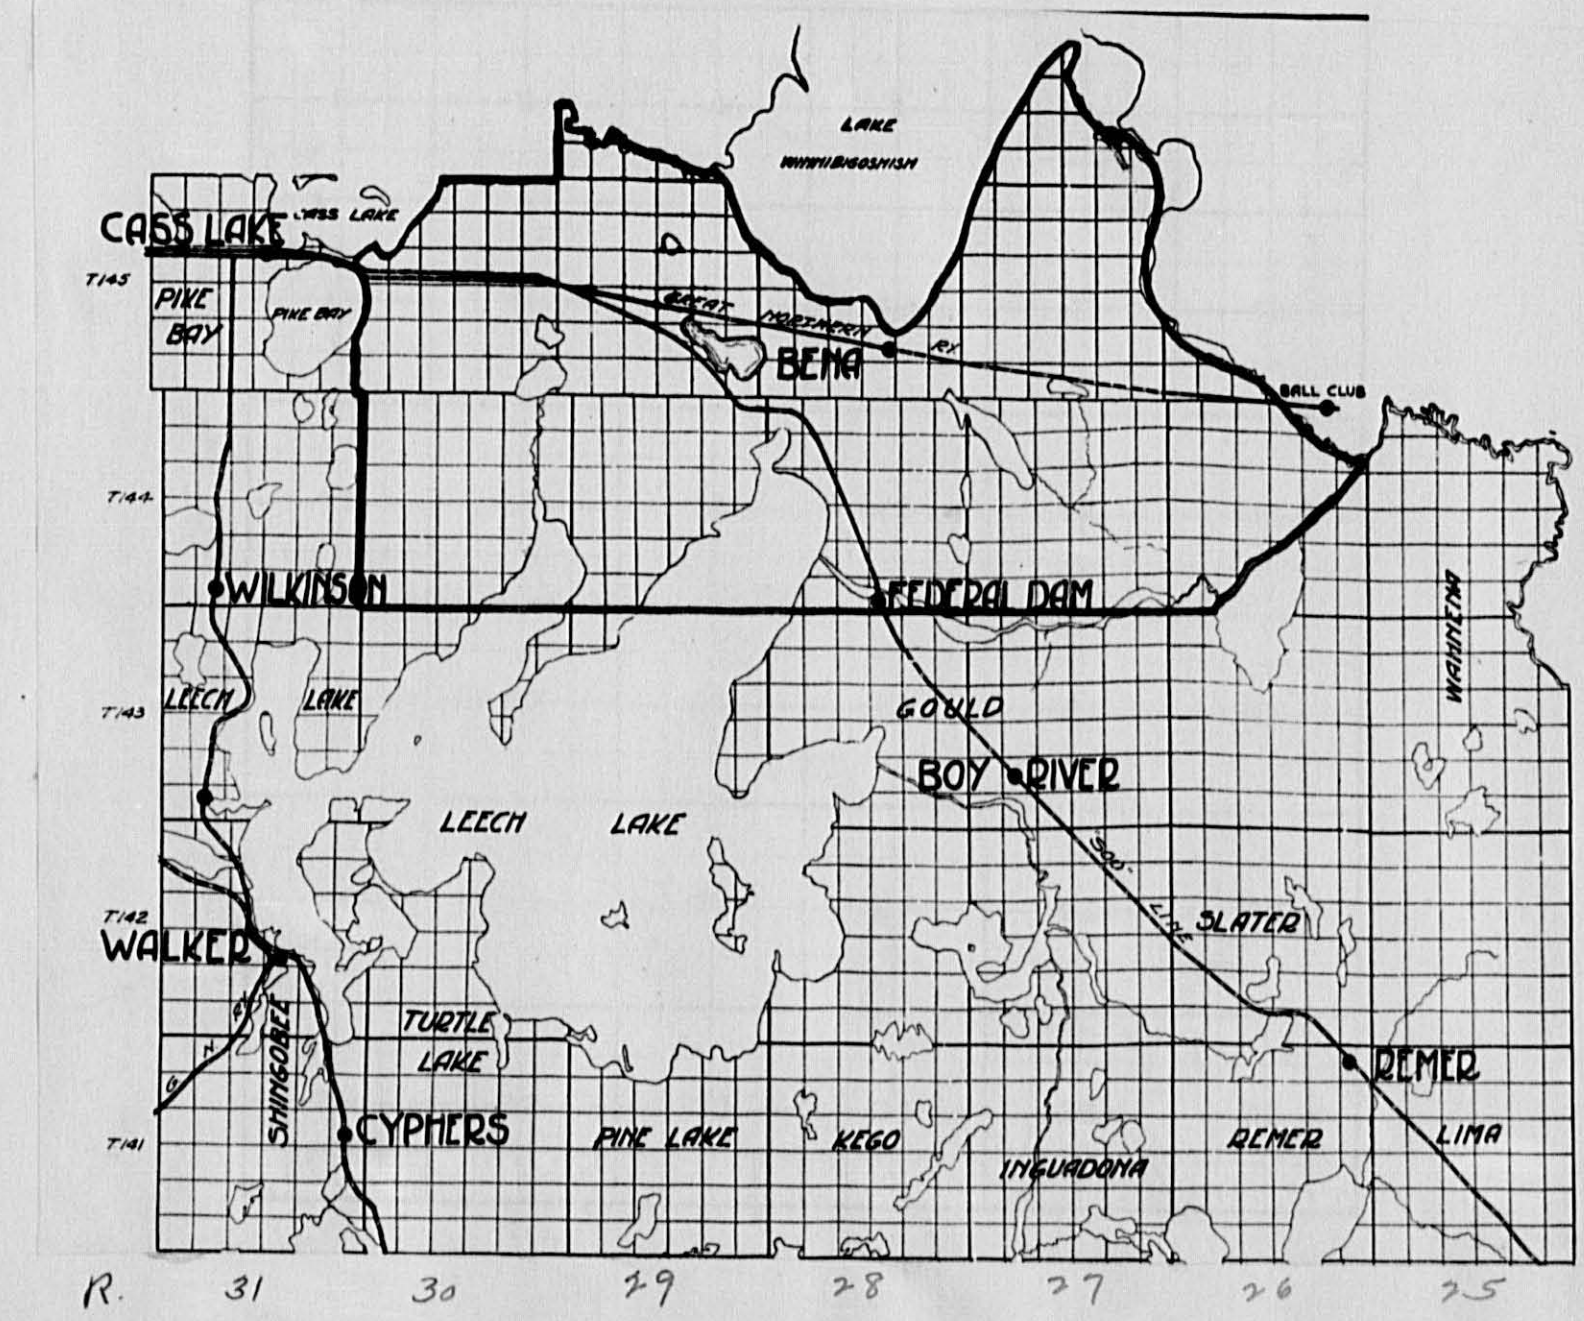 LAKE
WINNIBIGOSHISH
CASS LAKE
CASS LAKE
T145
PIKE
BAY
PIKE BAY
GREAT NORTHERN RY.
BENA
BALL CLUB
T144
WILKINSON
FEDERAL DAM
WAHNENA
LEECH LAKE
T143
GOULD
BOY RIVER
LEECH LAKE
"SOO" LINE
T142
WALKER
SLATER
G N RY
SHINGOBEE
TURTLE
LAKE
REMER
CYPHERS
T141
PINE LAKE
KEGO
INGUADONA
REMER
LIMA
R. 31 30 29 28 27 26 25